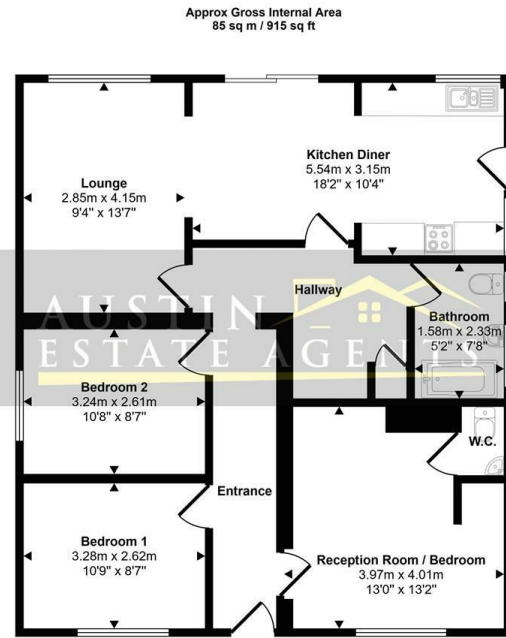 Approx Gross Internal Area
85 sq m / 915 sq ft
Lounge
2.85m x 4.15m
9'4" x 13'7"
Kitchen Diner
5.54m x 3.15m
18'2" x 10'4"
Hallway
Bathroom
1.58m x 2.33m
5'2" x 7'8"
AUSTIN
ESTATE AGENTS
Bedroom 2
3.24m x 2.61m
10'8" x 8'7"
W.C.
Entrance
Bedroom 1
3.28m x 2.62m
10'9" x 8'7"
Reception Room / Bedroom
3.97m x 4.01m
13'0" x 13'2"